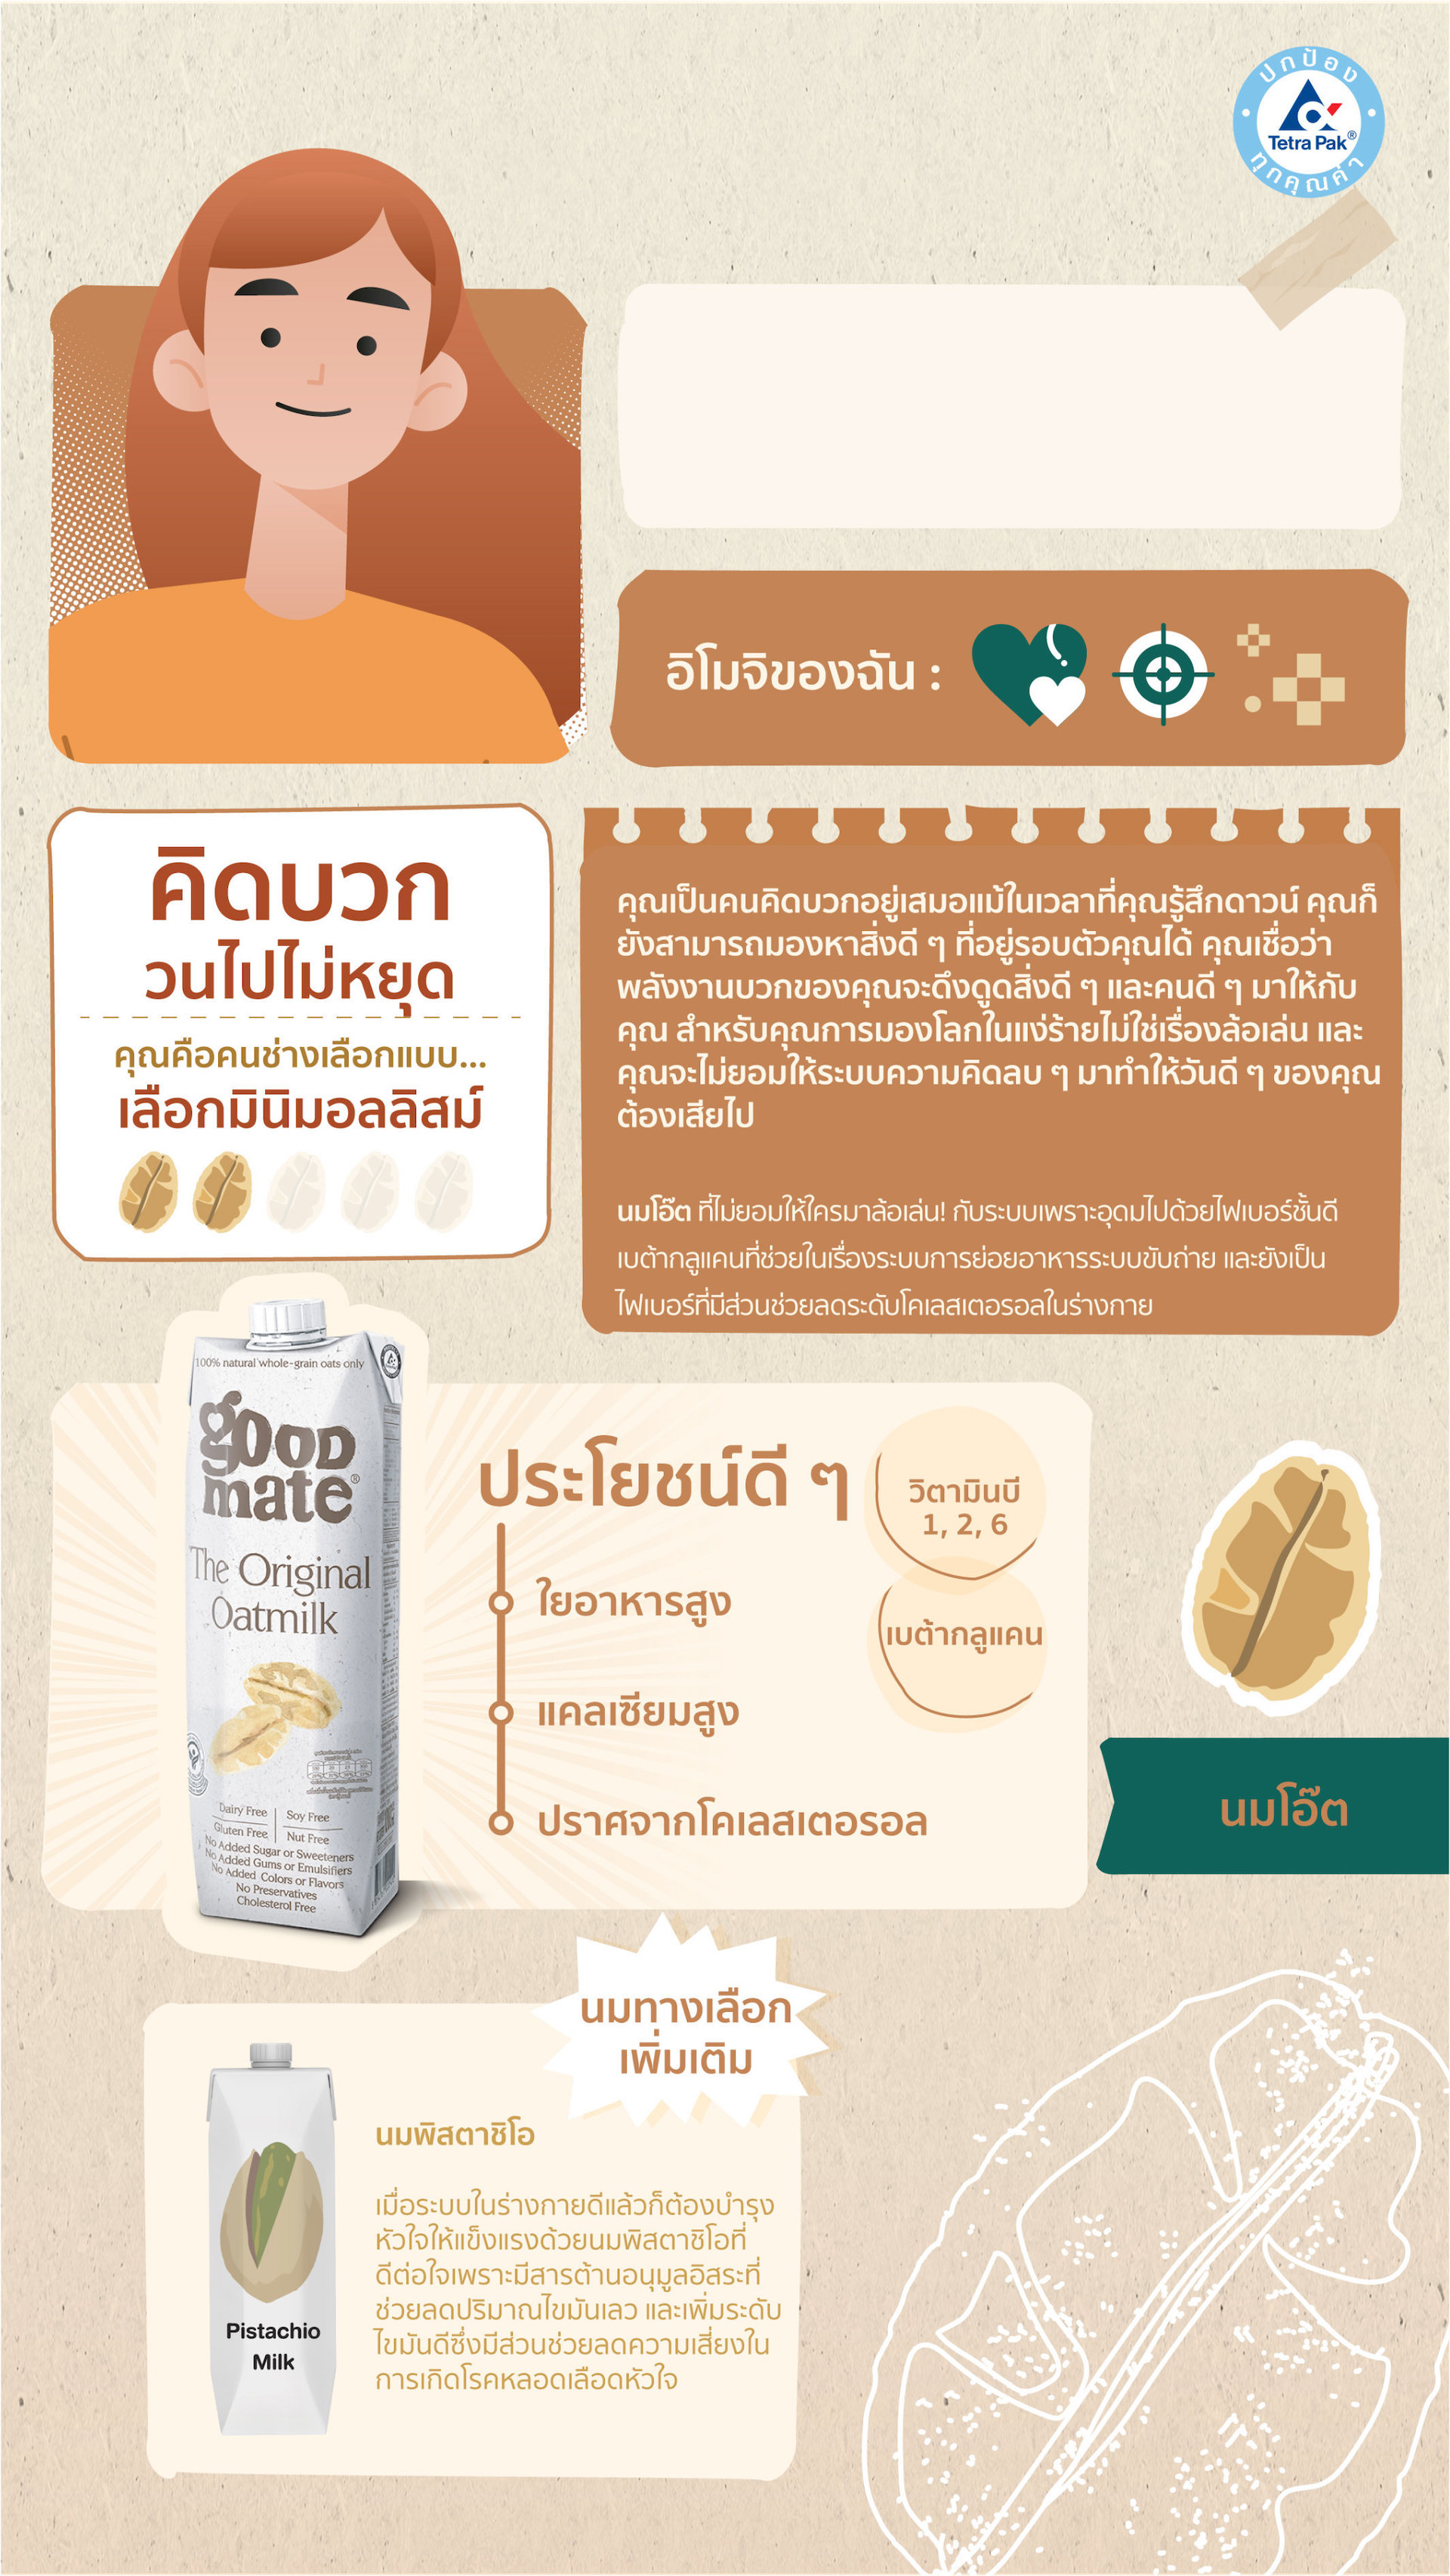 ปกป้อง
Tetra Pak®
ทุกคุณค่า
อิโมจิของฉัน :
คิดบวก
วนไปไม่หยุด
คุณคือคนช่างเลือกแบบ...
เลือกมินิมอลลิสม์
คุณเป็นคนคิดบวกอยู่เสมอแม้ในเวลาที่คุณรู้สึกดาวน์ คุณก็
ยังสามารถมองหาสิ่งดี ๆ ที่อยู่รอบตัวคุณได้ คุณเชื่อว่า
พลังงานบวกของคุณจะดึงดูดสิ่งดี ๆ และคนดี ๆ มาให้กับ
คุณ สำหรับคุณการมองโลกในแง่ร้ายไม่ใช่เรื่องล้อเล่น และ
คุณจะไม่ยอมให้ระบบความคิดลบ ๆ มาทำให้วันดี ๆ ของคุณ
ต้องเสียไป
นมโอ๊ต ที่ไม่ยอมให้ใครมาล้อเล่น! กับระบบเพราะอุดมไปด้วยไฟเบอร์ชั้นดี
เบต้ากลูแคนที่ช่วยในเรื่องระบบการย่อยอาหารระบบขับถ่าย และยังเป็น
ไฟเบอร์ที่มีส่วนช่วยลดระดับโคเลสเตอรอลในร่างกาย
100% natural whole-grain oats only
good
mate®
The Original
Oatmilk
Dairy Free | Soy Free
Gluten Free | Nut Free
No Added Sugar or Sweeteners
No Added Gums or Emulsifiers
No Added Colors or Flavors
No Preservatives
Cholesterol Free
ประโยชน์ดี ๆ
วิตามินบี
1, 2, 6
ใยอาหารสูง
เบต้ากลูแคน
แคลเซียมสูง
ปราศจากโคเลสเตอรอล
นมโอ๊ต
นมทางเลือก
เพิ่มเติม
นมพิสตาชิโอ
เมื่อระบบในร่างกายดีแล้วก็ต้องบำรุง
หัวใจให้แข็งแรงด้วยนมพิสตาชิโอที่
ดีต่อใจเพราะมีสารต้านอนุมูลอิสระที่
ช่วยลดปริมาณไขมันเลว และเพิ่มระดับ
ไขมันดีซึ่งมีส่วนช่วยลดความเสี่ยงใน
การเกิดโรคหลอดเลือดหัวใจ
Pistachio
Milk